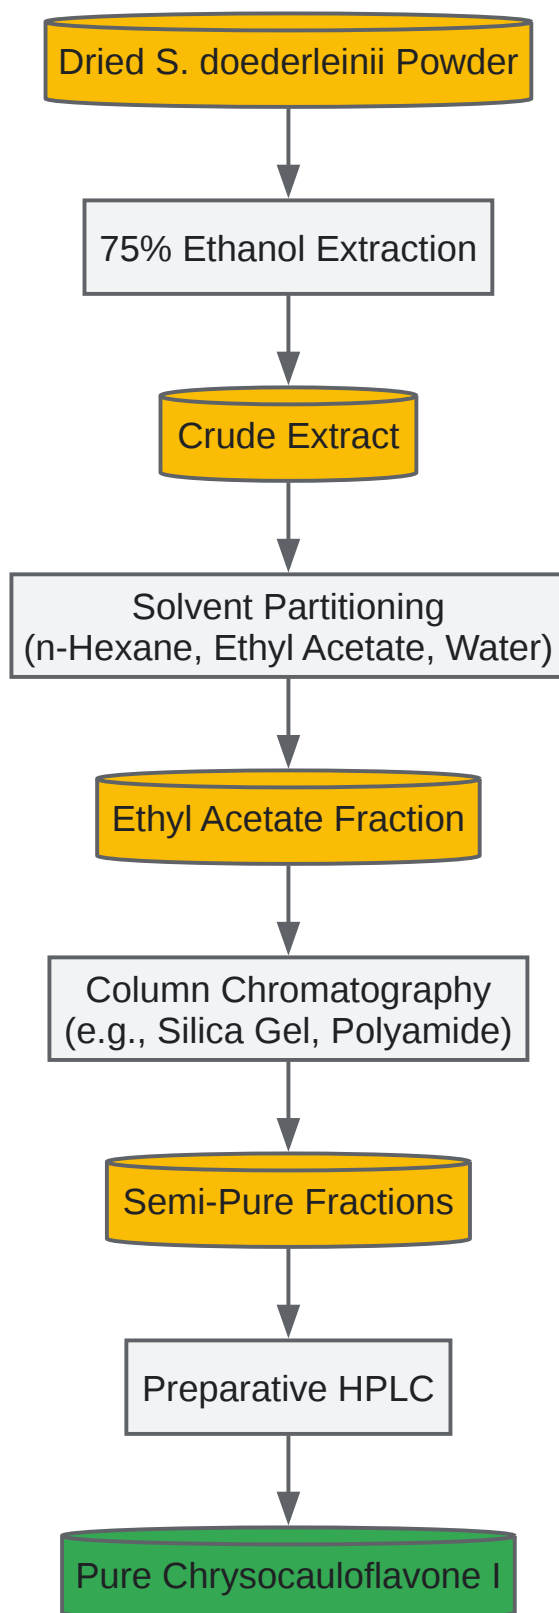 Dried S. doederleinii Powder
75% Ethanol Extraction
Crude Extract
Solvent Partitioning
(n-Hexane, Ethyl Acetate, Water)
Ethyl Acetate Fraction
Column Chromatography
(e.g., Silica Gel, Polyamide)
Semi-Pure Fractions
Preparative HPLC
Pure Chrysocauloflavone I